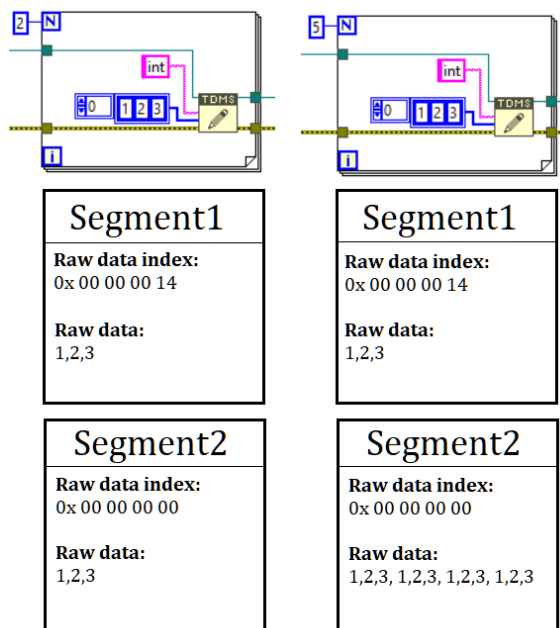 2 N
int
0 1 2 3
TDMS
i
5 N
int
0 1 2 3
TDMS
i
Segment1
Raw data index:
0x 00 00 00 14
Raw data:
1,2,3
Segment1
Raw data index:
0x 00 00 00 14
Raw data:
1,2,3
Segment2
Raw data index:
0x 00 00 00 00
Raw data:
1,2,3
Segment2
Raw data index:
0x 00 00 00 00
Raw data:
1,2,3, 1,2,3, 1,2,3, 1,2,3